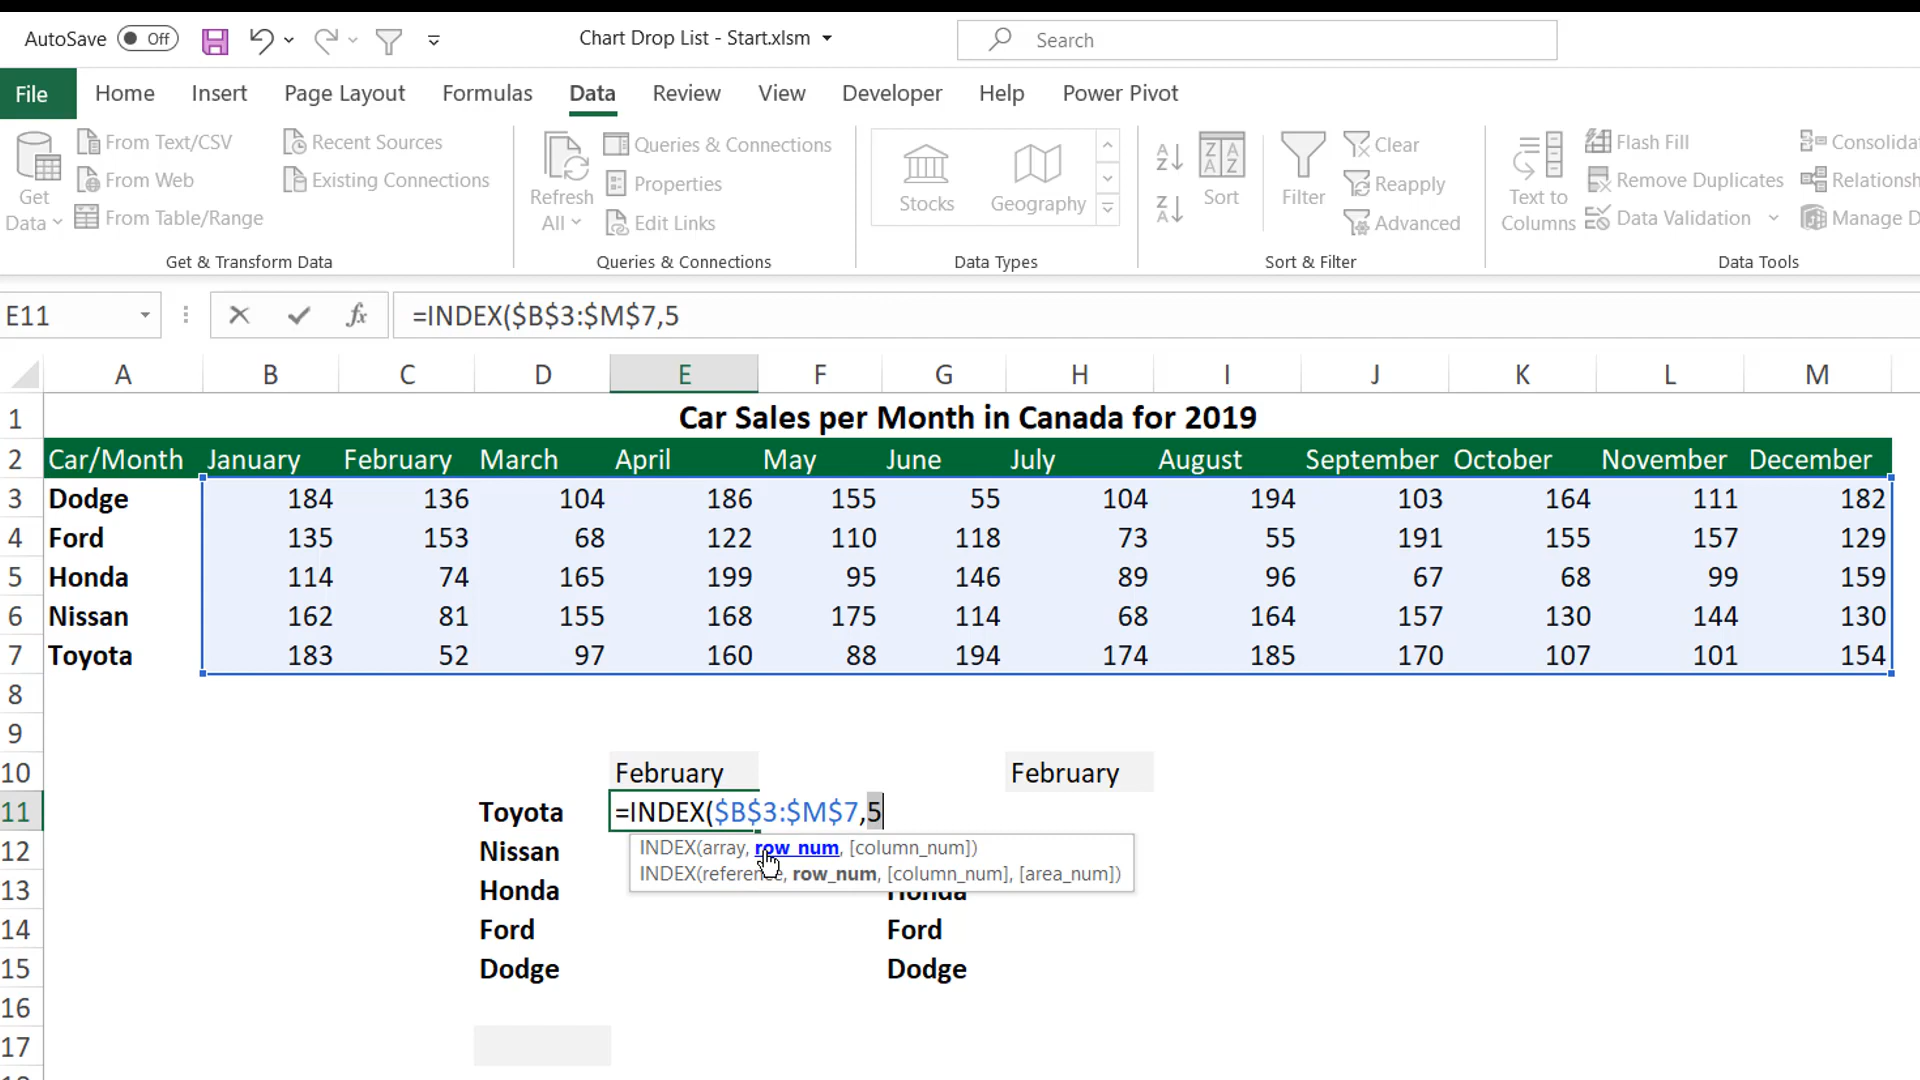 AutoSave Off Chart Drop List - Start.xlsm Search
File Home Insert Page Layout Formulas Data Review View Developer Help Power Pivot
Get Data
From Text/CSV
From Web
From Table/Range
Recent Sources
Existing Connections
Get & Transform Data
Refresh All
Queries & Connections
Properties
Edit Links
Queries & Connections
Stocks Geography
Data Types
Sort
Filter
Clear
Reapply
Advanced
Sort & Filter
Text to Columns
Flash Fill
Remove Duplicates
Data Validation
Consolidat
Relationsh
Manage D
Data Tools
E11 fx =INDEX($B$3:$M$7,5
A B C D E F G H I J K L M
1 Car Sales per Month in Canada for 2019
2 Car/Month January February March April May June July August September October November December
3 Dodge 184 136 104 186 155 55 104 194 103 164 111 182
4 Ford 135 153 68 122 110 118 73 55 191 155 157 129
5 Honda 114 74 165 199 95 146 89 96 67 68 99 159
6 Nissan 162 81 155 168 175 114 68 164 157 130 144 130
7 Toyota 183 52 97 160 88 194 174 185 170 107 101 154
8
9
10 February February
11 Toyota =INDEX($B$3:$M$7,5
INDEX(array, row_num, [column_num])
12 Nissan
INDEX(reference, row_num, [column_num], [area_num])
13 Honda Honda
14 Ford Ford
15 Dodge Dodge
16
17